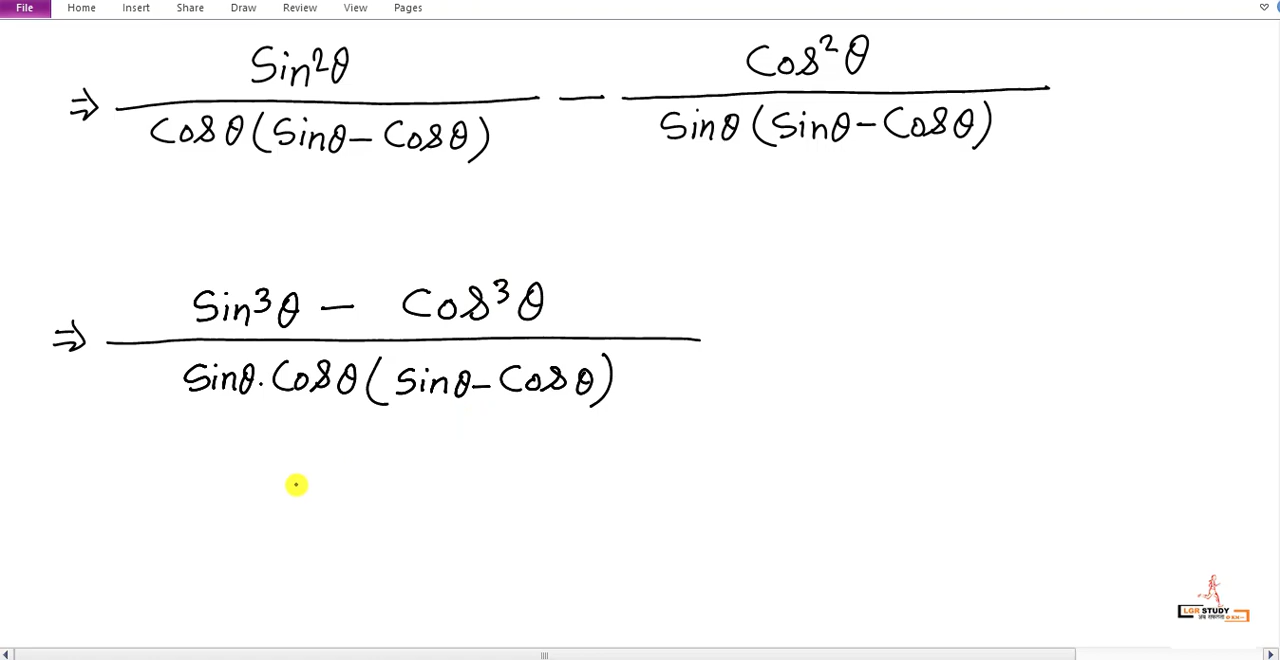 File Home Insert Share Draw Review View Pages
⇒ Sin²θ / Cosθ(Sinθ-Cosθ) - Cos²θ / Sinθ(Sinθ-Cosθ)
⇒ Sin³θ - Cos³θ / Sinθ.Cosθ(Sinθ-Cosθ)
LGR STUDY